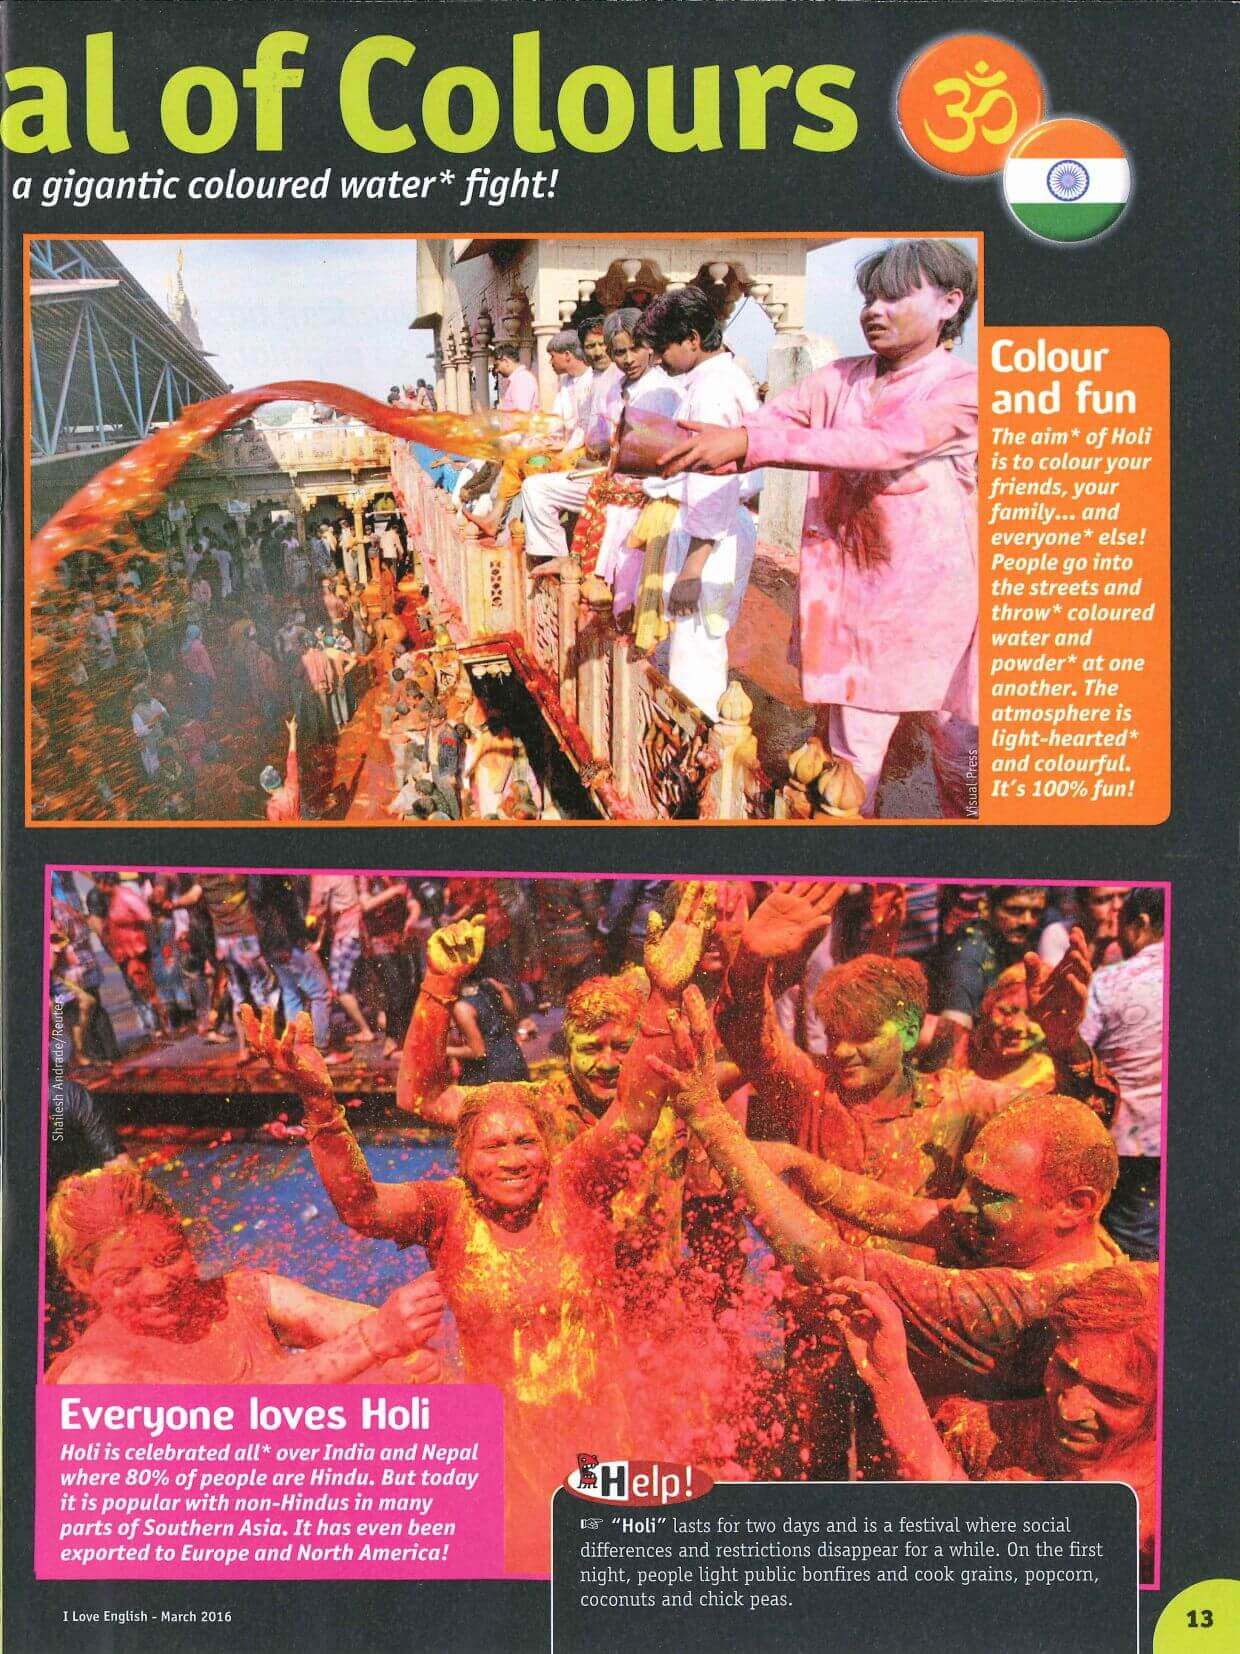 al of Colours
a gigantic coloured water* fight!
ॐ
Colour
and fun
The aim* of Holi
is to colour your
friends, your
family... and
everyone* else!
People go into
the streets and
throw* coloured
water and
powder* at one
another. The
atmosphere is
light-hearted*
and colourful.
It's 100% fun!
Visual Press
Shailesh Andrade/Reuters
Everyone loves Holi
Holi is celebrated all* over India and Nepal
where 80% of people are Hindu. But today
it is popular with non-Hindus in many
parts of Southern Asia. It has even been
exported to Europe and North America!
Help!
☞ "Holi" lasts for two days and is a festival where social
differences and restrictions disappear for a while. On the first
night, people light public bonfires and cook grains, popcorn,
coconuts and chick peas.
I Love English - March 2016
13